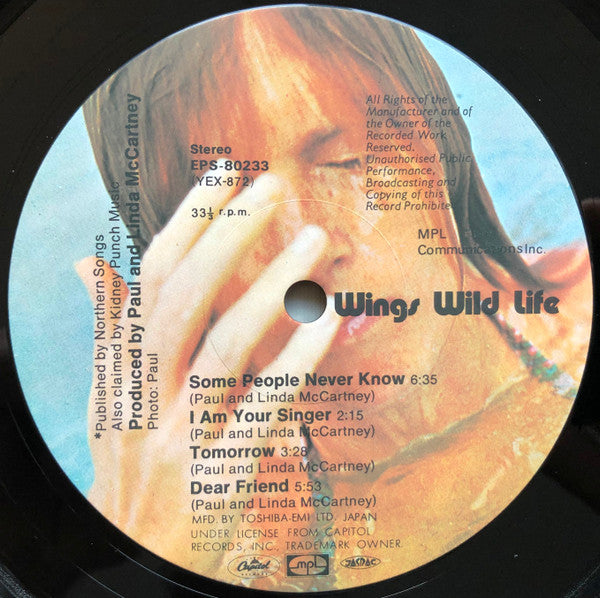 Stereo
EPS-80233
(YEX-872)
33⅓ r.p.m.
All Rights of the
Manufacturer and of
the Owner of the
Recorded Work
Reserved.
Unauthorised Public
Performance,
Broadcasting and
Copying of this
Record Prohibite
MPL
Communications Inc.
*Published by Northern Songs
Also claimed by Kidney Punch Music
Produced by Paul and Linda McCartney
Photo: Paul
Wings Wild Life
Some People Never Know 6:35
(Paul and Linda McCartney)
I Am Your Singer 2:15
(Paul and Linda McCartney)
Tomorrow 3:28
(Paul and Linda McCartney)
Dear Friend 5:53
(Paul and Linda McCartney)
MFD. BY TOSHIBA-EMI LTD. JAPAN
UNDER LICENSE FROM CAPITOL
RECORDS, INC., TRADEMARK OWNER.
Capitol
mpl
JASRAC